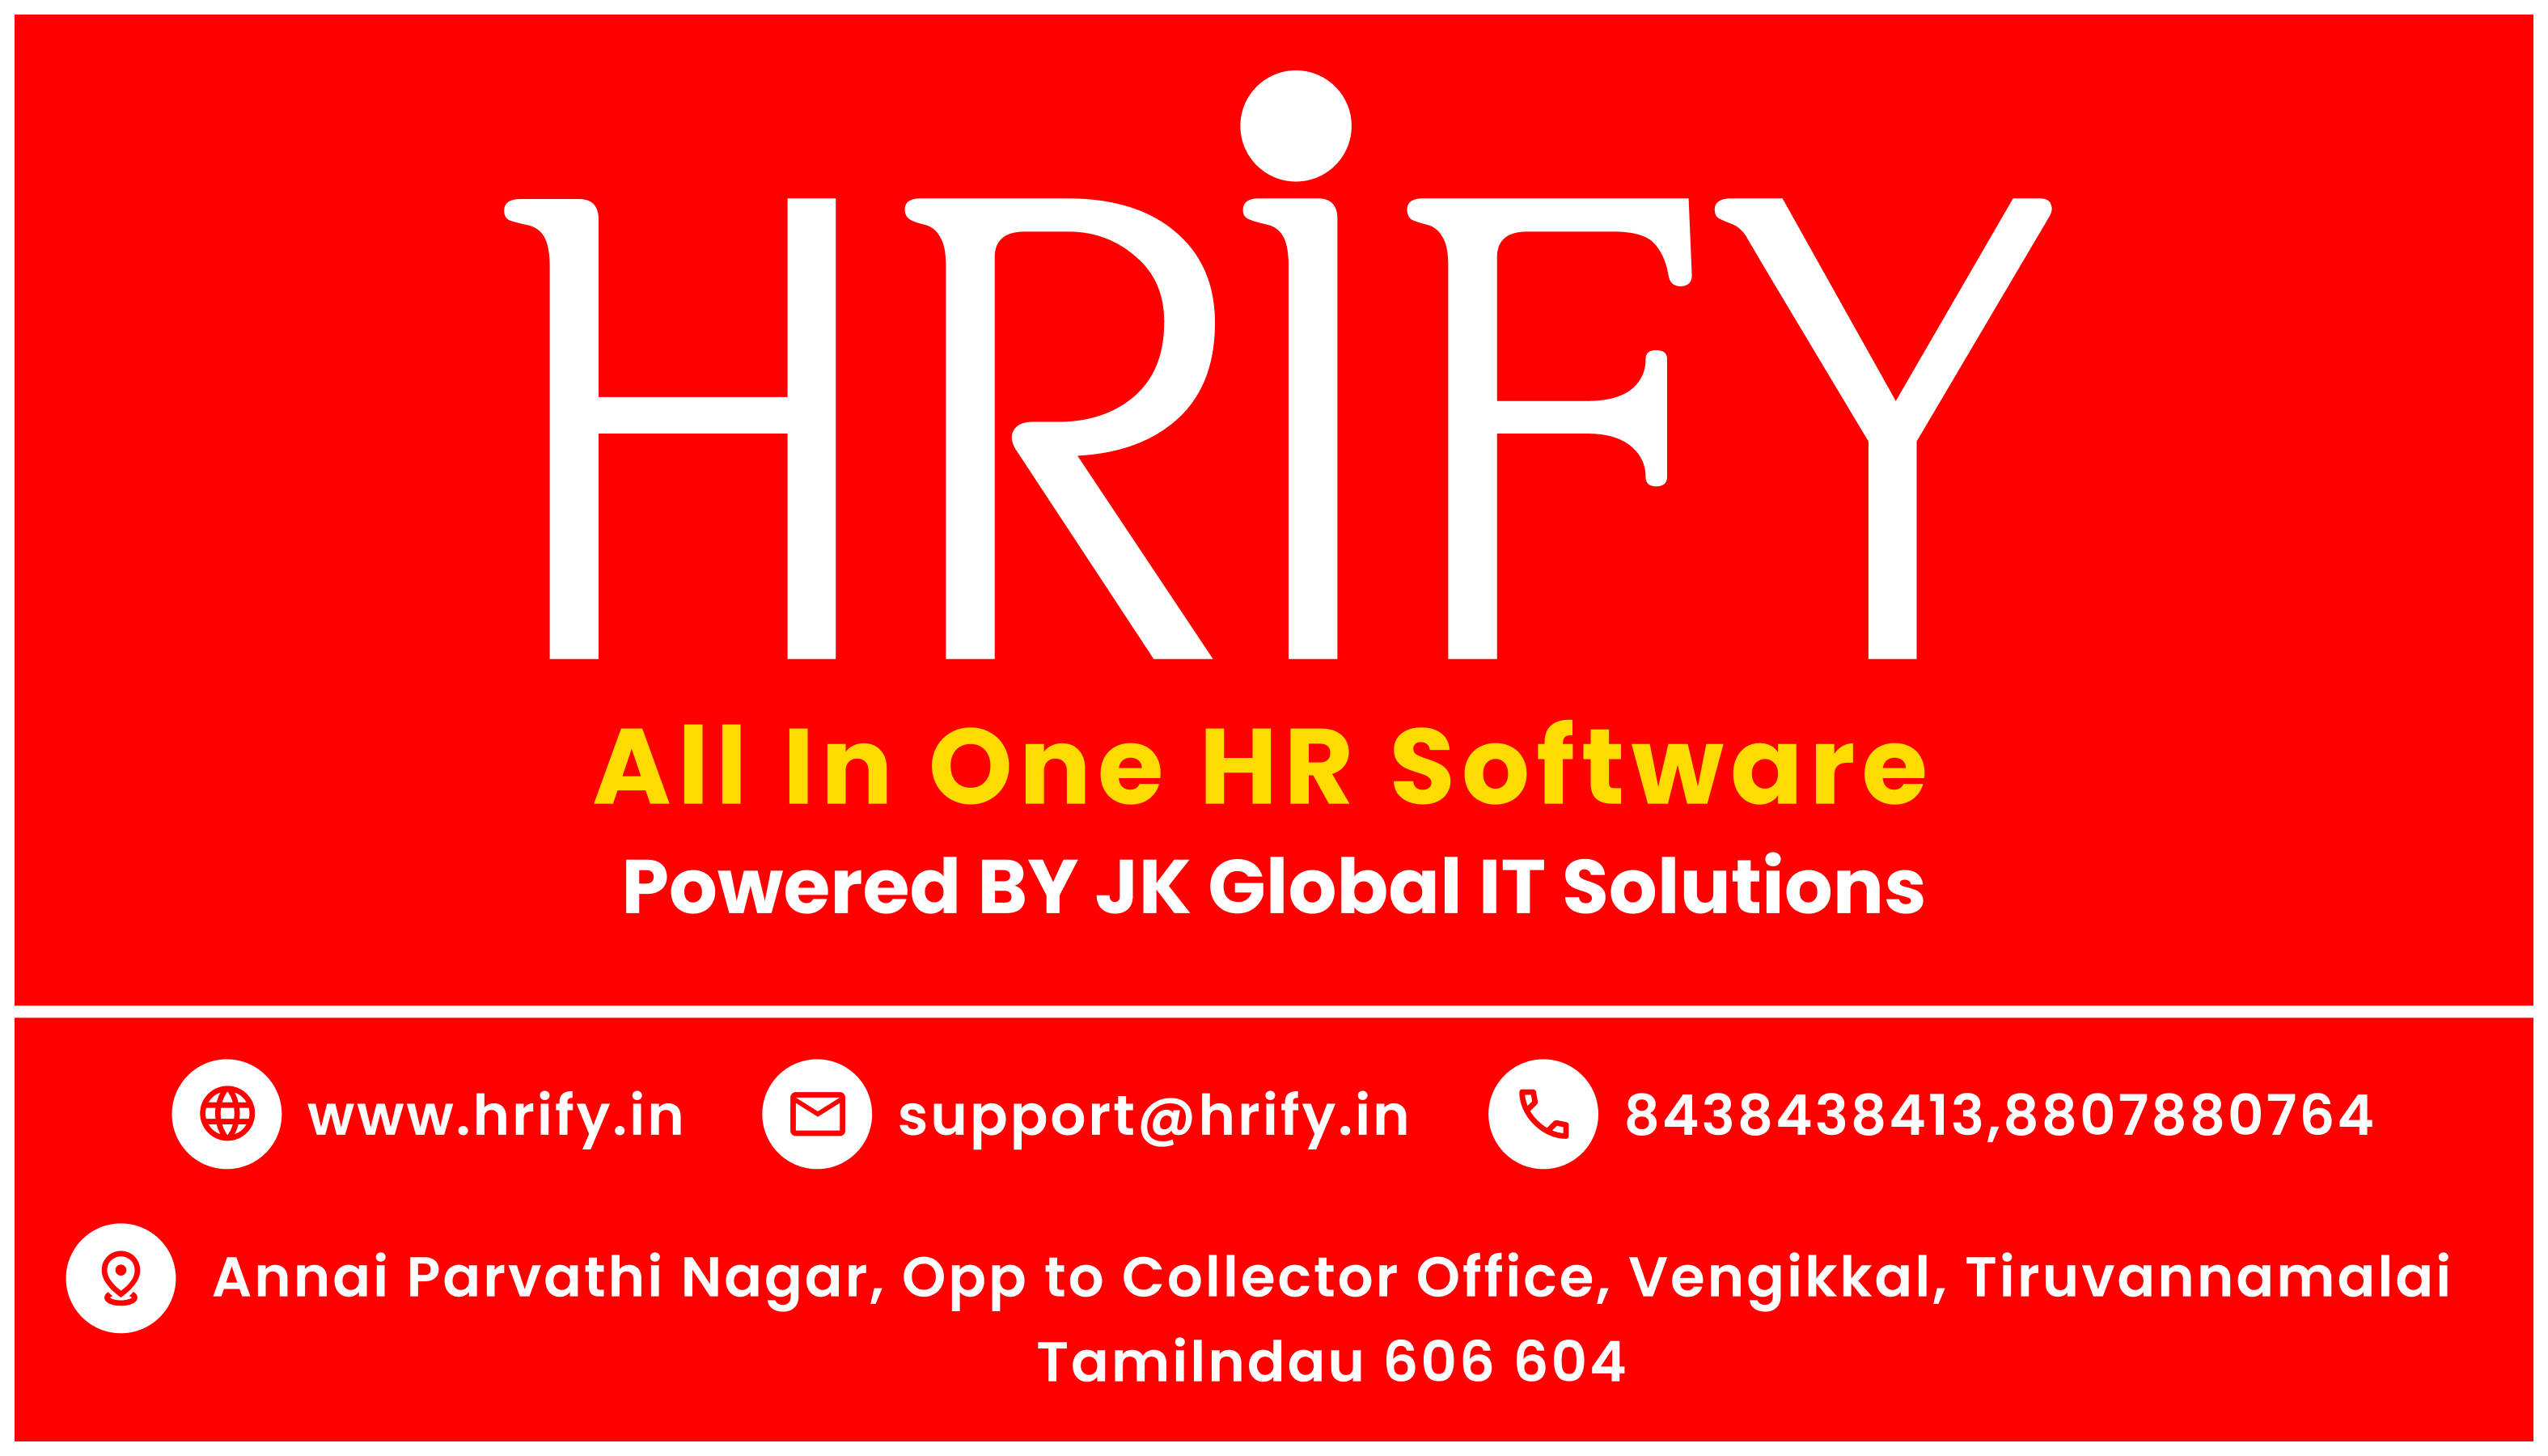 HRiFY
All In One HR Software
Powered BY JK Global IT Solutions
www.hrify.in support@hrify.in 8438438413,8807880764
Annai Parvathi Nagar, Opp to Collector Office, Vengikkal, Tiruvannamalai
Tamilndau 606 604